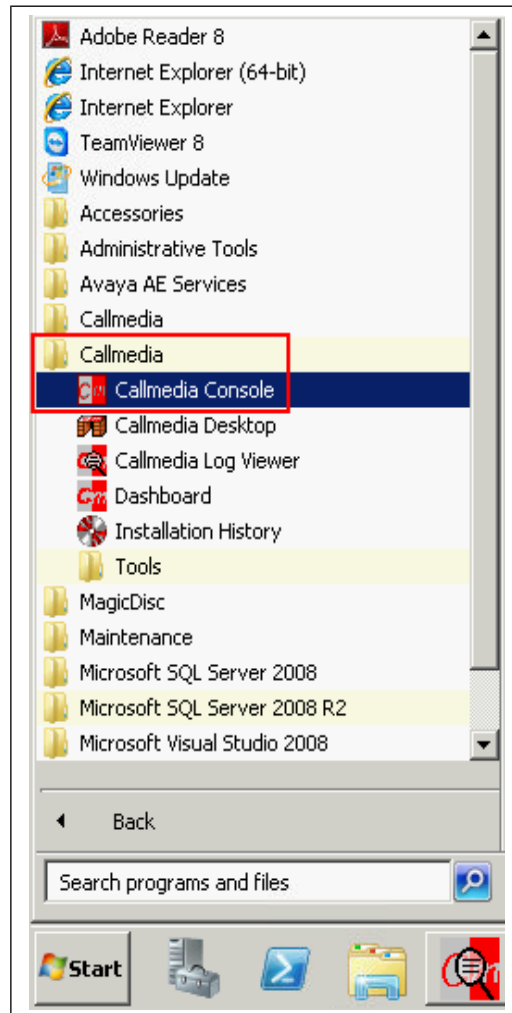 Adobe Reader 8
Internet Explorer (64-bit)
Internet Explorer
TeamViewer 8
Windows Update
Accessories
Administrative Tools
Avaya AE Services
Callmedia
Callmedia
Cm Callmedia Console
Callmedia Desktop
Callmedia Log Viewer
Cm Dashboard
Installation History
Tools
MagicDisc
Maintenance
Microsoft SQL Server 2008
Microsoft SQL Server 2008 R2
Microsoft Visual Studio 2008
Back
Search programs and files
Start